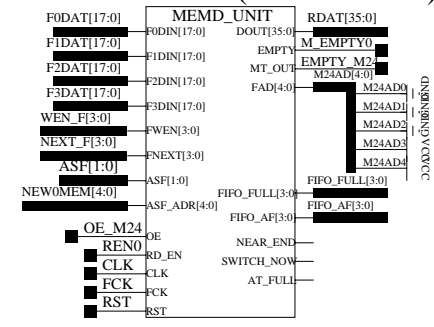 MEMD_UNIT
F0DAT[17:0]
F0DIN[17:0]
F1DAT[17:0]
F1DIN[17:0]
F2DAT[17:0]
F2DIN[17:0]
F3DAT[17:0]
F3DIN[17:0]
WEN_F[3:0]
FWEN[3:0]
NEXT_F[3:0]
FNEXT[3:0]
ASF[1:0]
ASF[1:0]
NEW0MEM[4:0]
ASF_ADR[4:0]
OE_M24
OE
REN0
RD_EN
CLK
CLK
FCK
FCK
RST
RST
RDAT[35:0]
DOUT[35:0]
M_EMPTY0
EMPTY
EMPTY_M24
MT_OUT
M24AD[4:0]
FAD[4:0]
M24AD0
GND
M24AD1
GND
M24AD2
GND
M24AD3
VCC
M24AD4
VCC
FIFO_FULL[3:0]
FIFO_FULL[3:0]
FIFO_AF[3:0]
FIFO_AF[3:0]
NEAR_END
SWITCH_NOW
AT_FULL